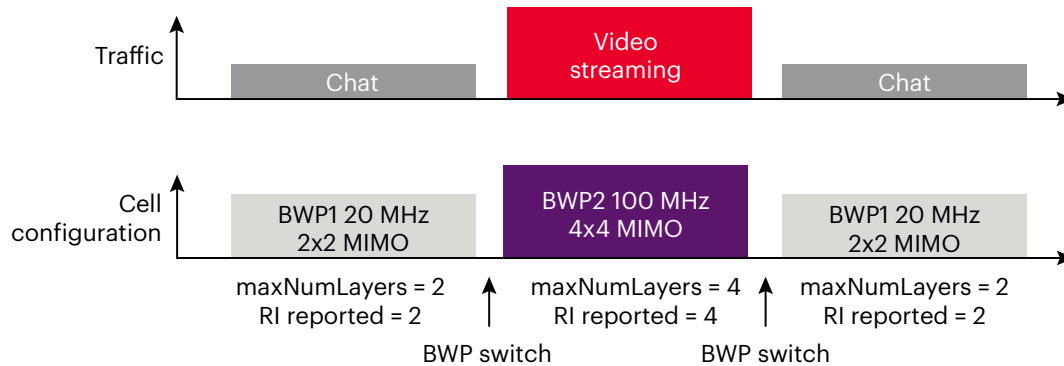 Traffic
Chat
Video
streaming
Chat
Cell
configuration
BWP1 20 MHz
2x2 MIMO
BWP2 100 MHz
4x4 MIMO
BWP1 20 MHz
2x2 MIMO
maxNumLayers = 2
RI reported = 2
maxNumLayers = 4
RI reported = 4
maxNumLayers = 2
RI reported = 2
BWP switch
BWP switch